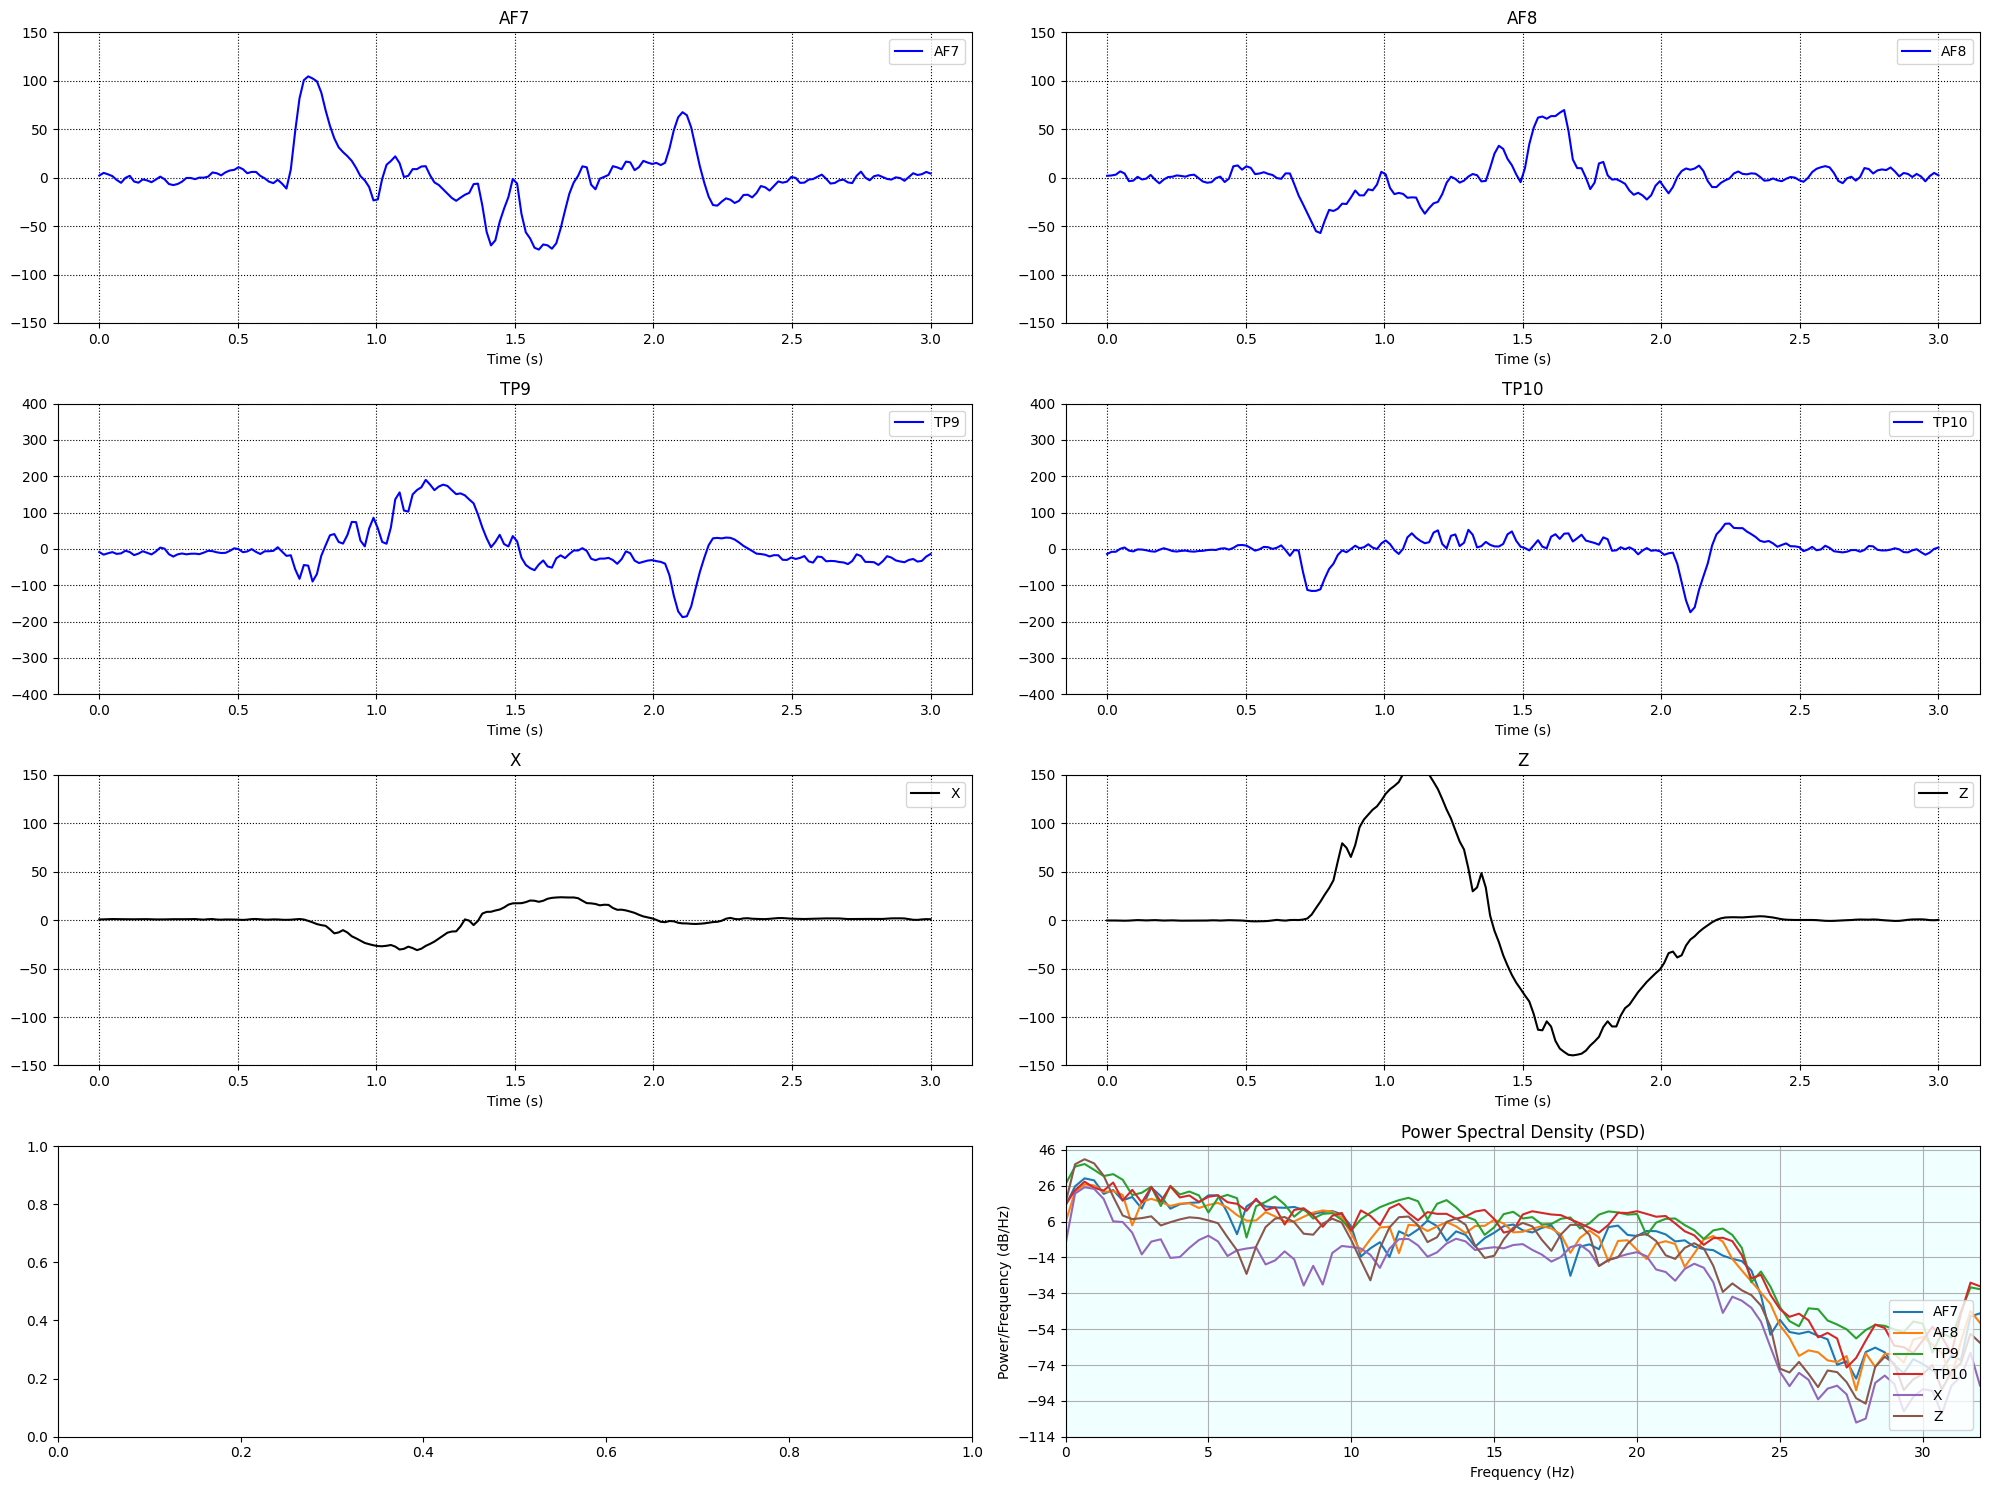 AF7
AF8
150
100
50
0
−50
−100
−150
AF7
0.0 0.5 1.0 1.5 2.0 2.5 3.0
Time (s)
150
100
50
0
−50
−100
−150
AF8
0.0 0.5 1.0 1.5 2.0 2.5 3.0
Time (s)
TP9
TP10
400
300
200
100
0
−100
−200
−300
−400
TP9
0.0 0.5 1.0 1.5 2.0 2.5 3.0
Time (s)
400
300
200
100
0
−100
−200
−300
−400
TP10
0.0 0.5 1.0 1.5 2.0 2.5 3.0
Time (s)
X
Z
150
100
50
0
−50
−100
−150
X
0.0 0.5 1.0 1.5 2.0 2.5 3.0
Time (s)
150
100
50
0
−50
−100
−150
Z
0.0 0.5 1.0 1.5 2.0 2.5 3.0
Time (s)
1.0
0.8
0.6
0.4
0.2
0.0
0.0 0.2 0.4 0.6 0.8 1.0
Power Spectral Density (PSD)
Power/Frequency (dB/Hz)
46
26
6
−14
−34
−54
−74
−94
−114
AF7
AF8
TP9
TP10
X
Z
0 5 10 15 20 25 30
Frequency (Hz)